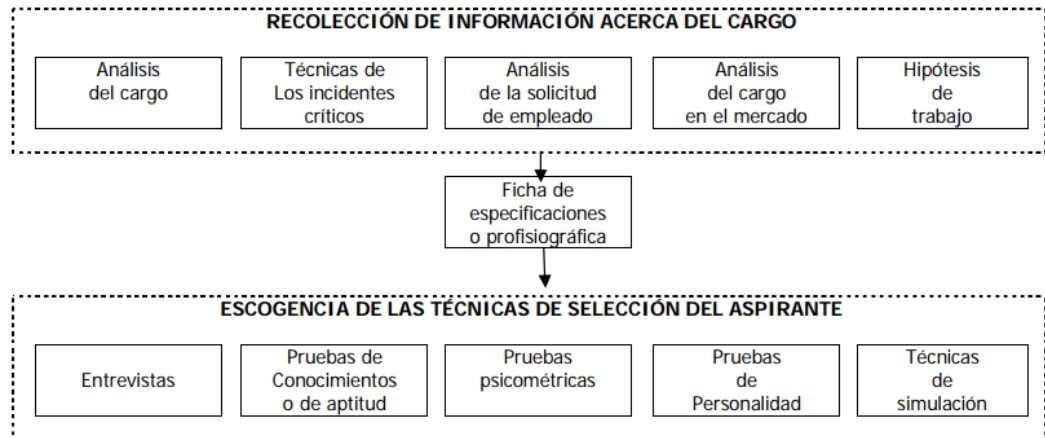 RECOLECCIÓN DE INFORMACIÓN ACERCA DEL CARGO
Análisis
del cargo
Técnicas de
Los incidentes
críticos
Análisis
de la solicitud
de empleado
Análisis
del cargo
en el mercado
Hipótesis
de
trabajo
Ficha de
especificaciones
o profisiográfica
ESCOGENCIA DE LAS TÉCNICAS DE SELECCIÓN DEL ASPIRANTE
Entrevistas
Pruebas de
Conocimientos
o de aptitud
Pruebas
psicométricas
Pruebas
de
Personalidad
Técnicas
de
simulación